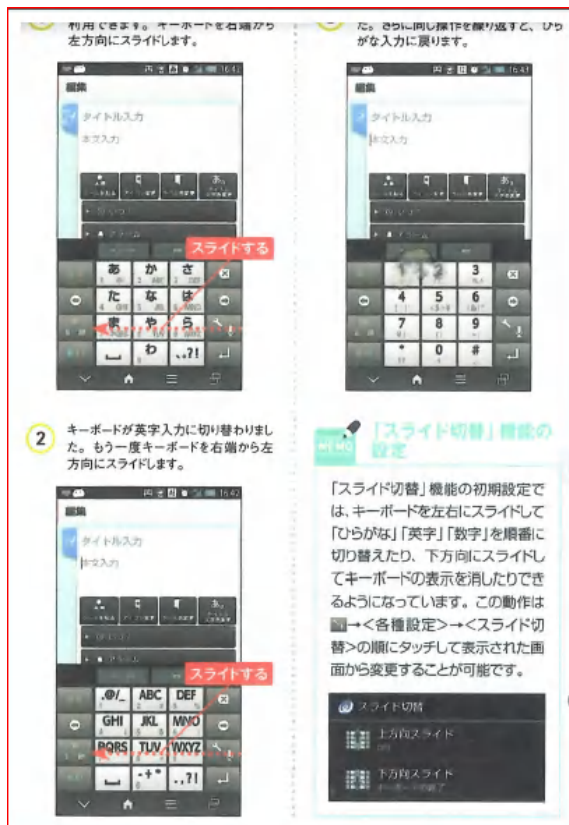 利用できます。キーボードを右端から
左方向にスライドします。
16:42
編集
タイトル入力
本文入力
スライドする
あ か さ
た な は
ま や ら
わ 、。?!
2
キーボードが英字入力に切り替わりまし
た。もう一度キーボードを右端から左
方向にスライドします。
16:42
編集
タイトル入力
本文入力
スライドする
.@/_ ABC DEF
GHI JKL MNO
PQRS TUV WXYZ
-+* .,?!
た。さらに同じ操作を繰り返すと、ひら
がな入力に戻ります。
16:43
編集
タイトル入力
本文入力
1 2 3
4 5 6
7 8 9
* 0 #
MEMO
「スライド切替」機能の
設定
「スライド切替」機能の初期設定で
は、キーボードを左右にスライドして
「ひらがな」「英字」「数字」を順番に
切り替えたり、下方向にスライドし
てキーボードの表示を消したりでき
るようになっています。この動作は
→<各種設定>→<スライド切
替>の順にタッチして表示された画
面から変更することが可能です。
スライド切替
上方向スライド
OFF
下方向スライド
キーボードの終了